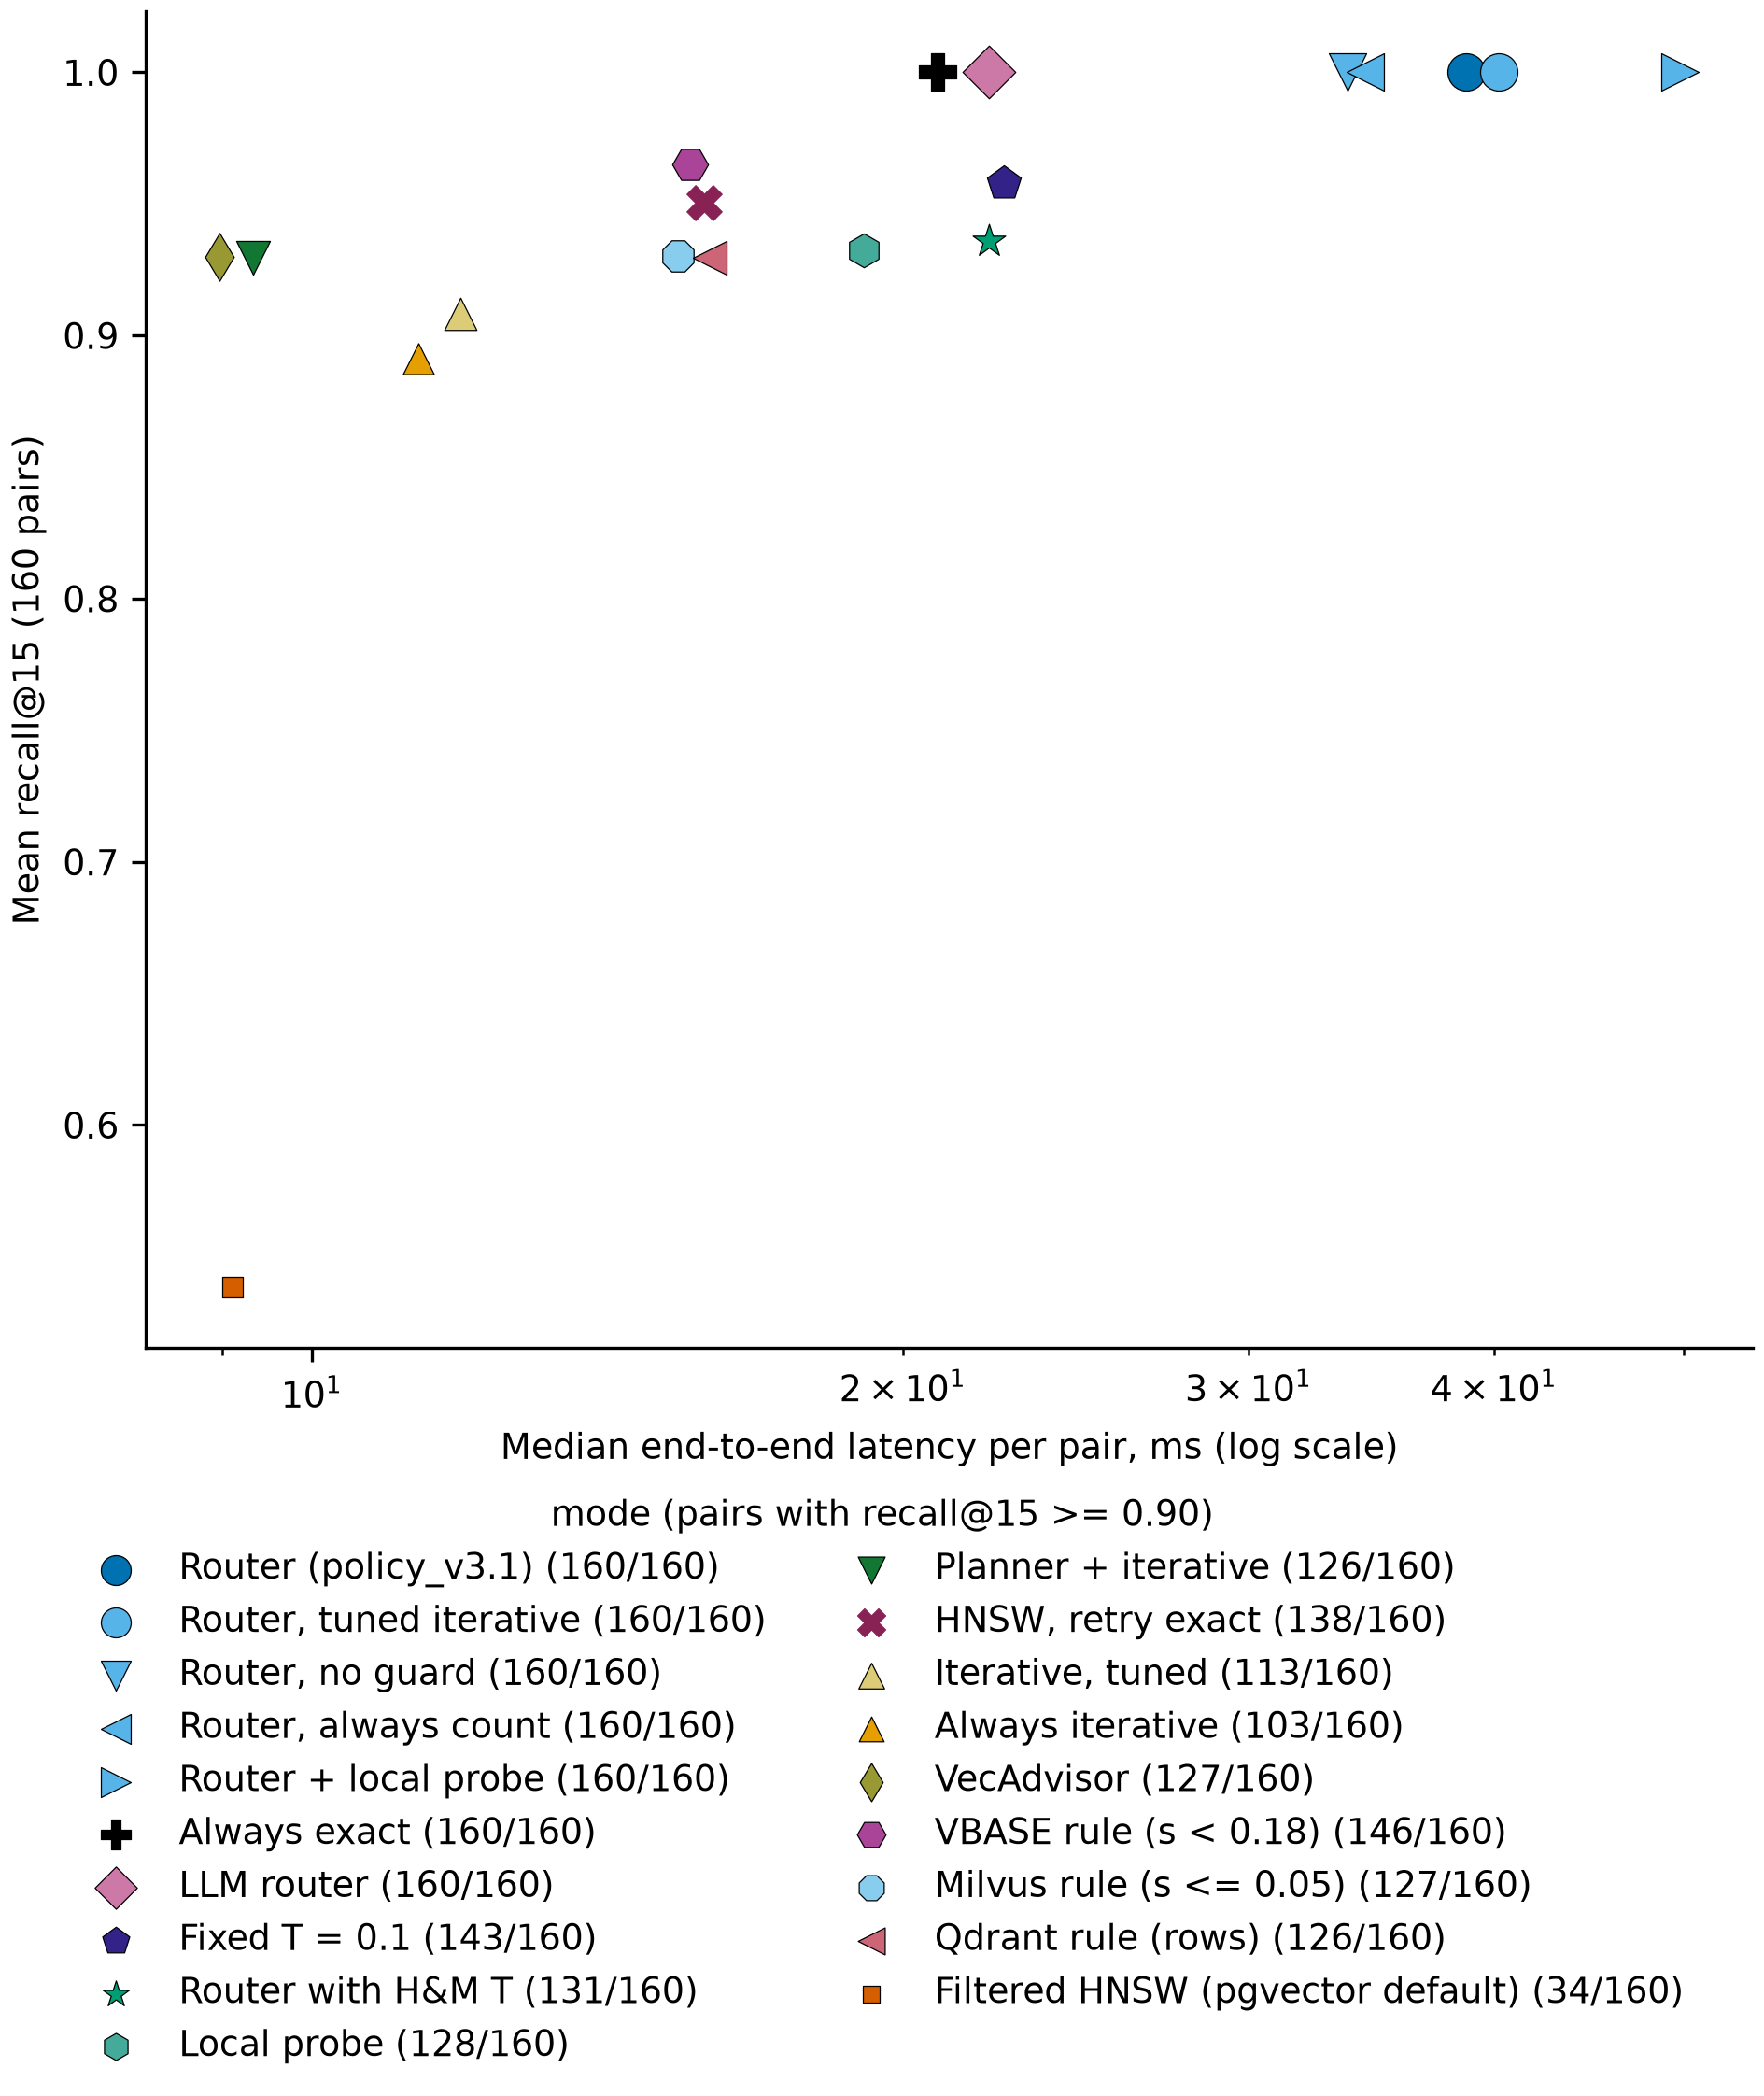 1.0
0.9
0.8
0.7
0.6
Mean recall@15 (160 pairs)
10¹
2 × 10¹
3 × 10¹
4 × 10¹
Median end-to-end latency per pair, ms (log scale)
mode (pairs with recall@15 >= 0.90)
Router (policy_v3.1) (160/160)
Router, tuned iterative (160/160)
Router, no guard (160/160)
Router, always count (160/160)
Router + local probe (160/160)
Always exact (160/160)
LLM router (160/160)
Fixed T = 0.1 (143/160)
Router with H&M T (131/160)
Local probe (128/160)
Planner + iterative (126/160)
HNSW, retry exact (138/160)
Iterative, tuned (113/160)
Always iterative (103/160)
VecAdvisor (127/160)
VBASE rule (s < 0.18) (146/160)
Milvus rule (s <= 0.05) (127/160)
Qdrant rule (rows) (126/160)
Filtered HNSW (pgvector default) (34/160)